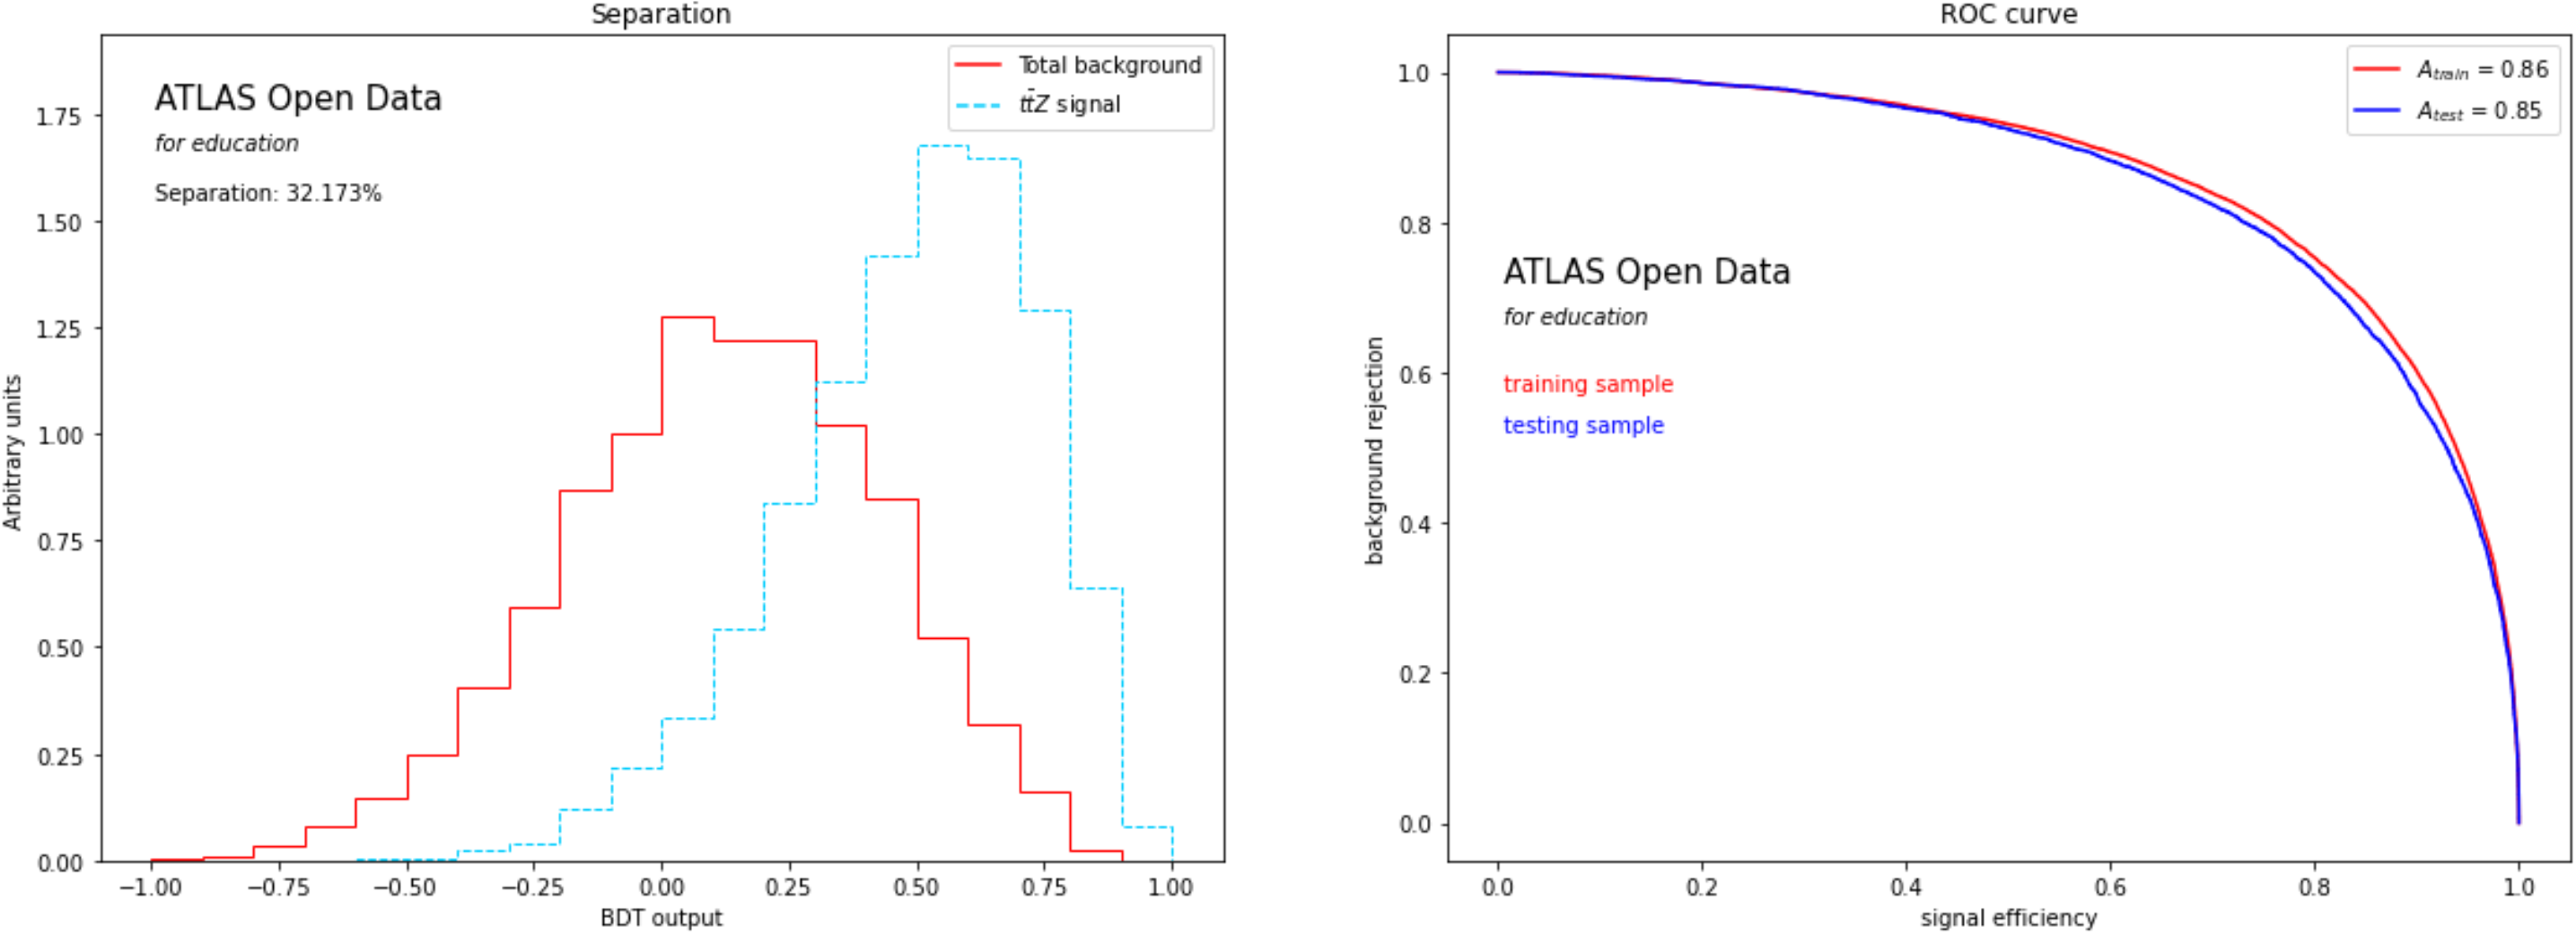 Separation
ATLAS Open Data
for education
Separation: 32.173%
Total background
tt̄Z signal
1.75
1.50
1.25
1.00
0.75
0.50
0.25
0.00
Arbitrary units
−1.00 −0.75 −0.50 −0.25 0.00 0.25 0.50 0.75 1.00
BDT output
ROC curve
A_train = 0.86
A_test = 0.85
ATLAS Open Data
for education
training sample
testing sample
1.0
0.8
0.6
0.4
0.2
0.0
background rejection
0.0 0.2 0.4 0.6 0.8 1.0
signal efficiency